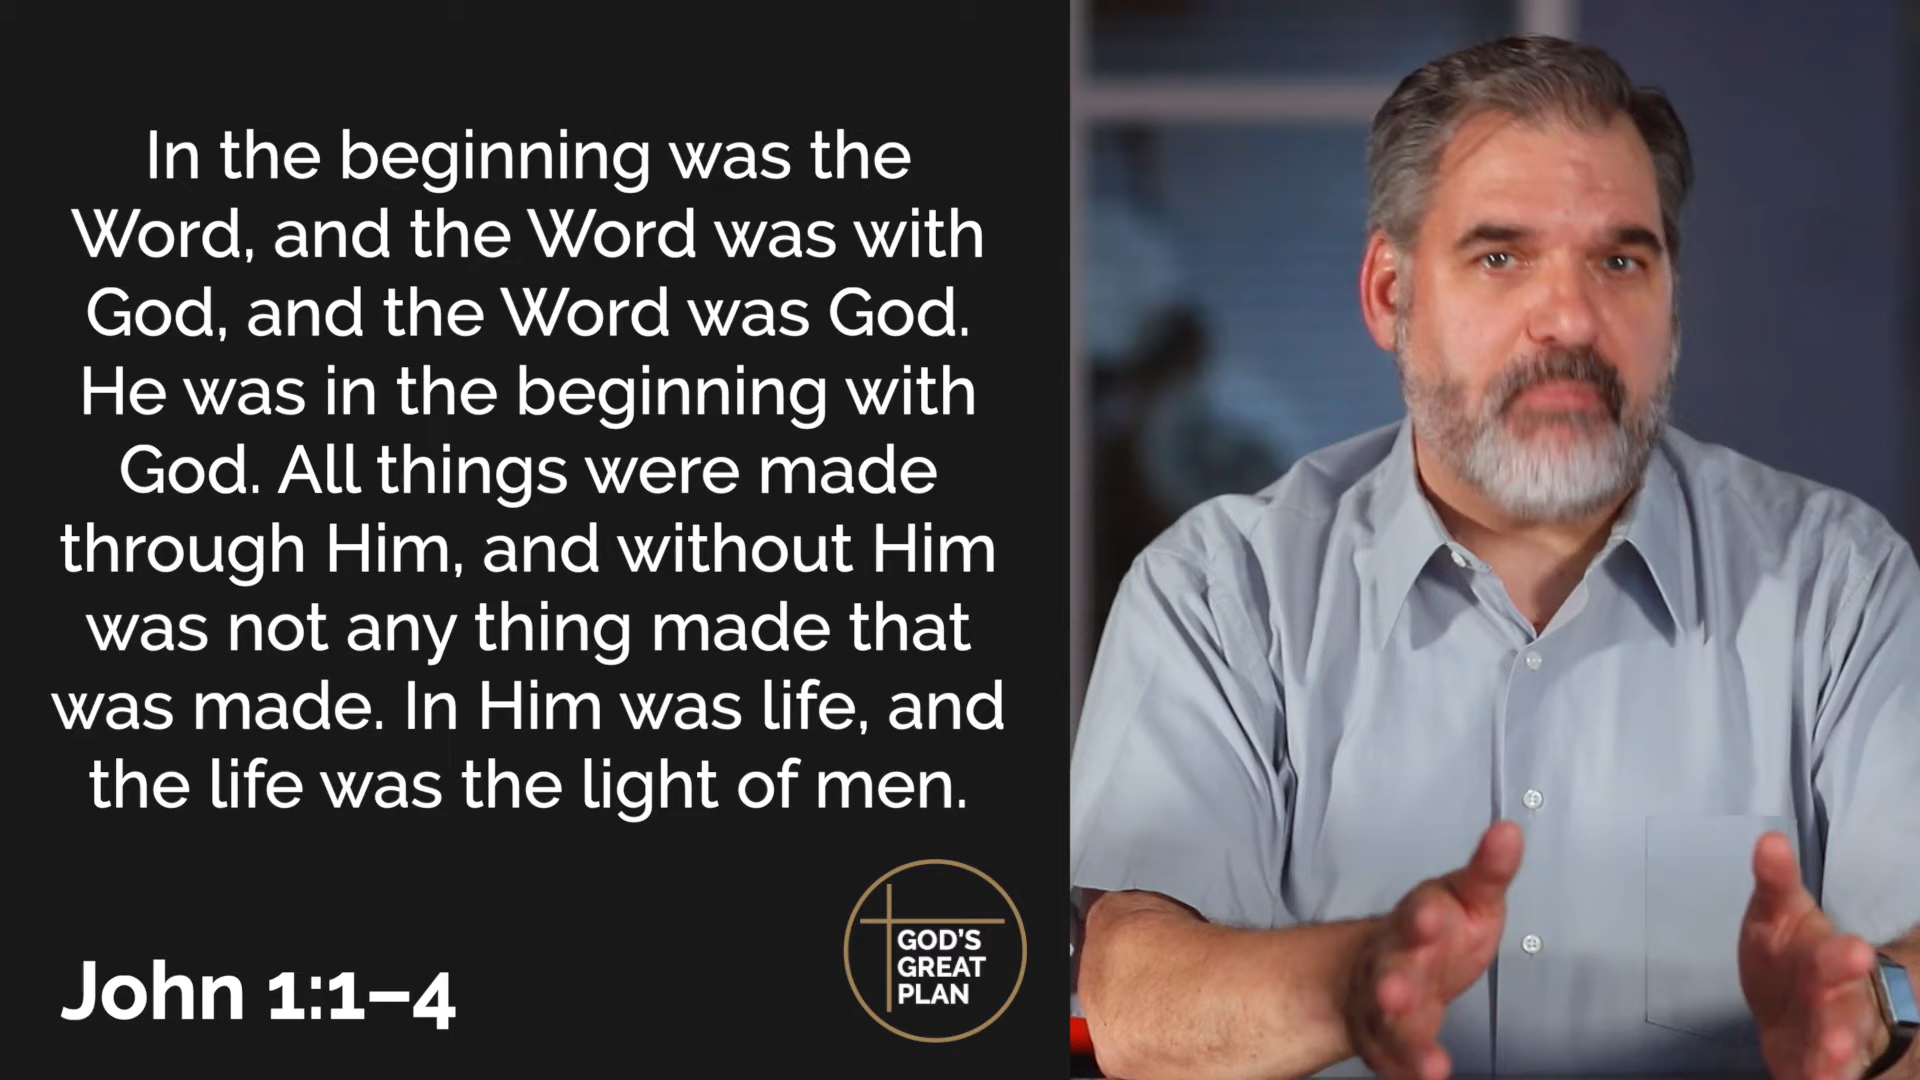 In the beginning was the
Word, and the Word was with
God, and the Word was God.
He was in the beginning with
God. All things were made
through Him, and without Him
was not any thing made that
was made. In Him was life, and
the life was the light of men.
GOD'S
GREAT
PLAN
John 1:1–4